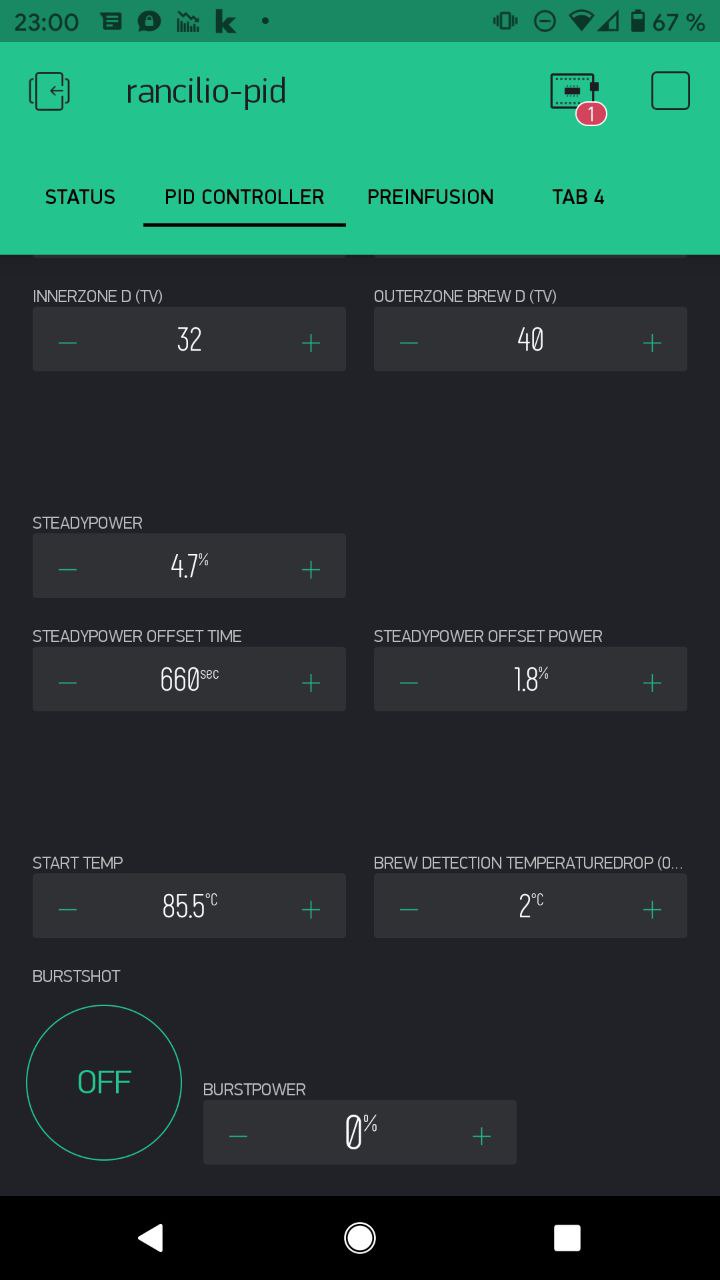 23:00 67 %
rancilio-pid
1
STATUS PID CONTROLLER PREINFUSION TAB 4
INNERZONE D (TV) OUTERZONE BREW D (TV)
– 32 + – 40 +
STEADYPOWER
– 4.7% +
STEADYPOWER OFFSET TIME STEADYPOWER OFFSET POWER
– 660sec + – 1.8% +
START TEMP BREW DETECTION TEMPERATUREDROP (0...
– 85.5°C + – 2°C +
BURSTSHOT
OFF
BURSTPOWER
– 0% +